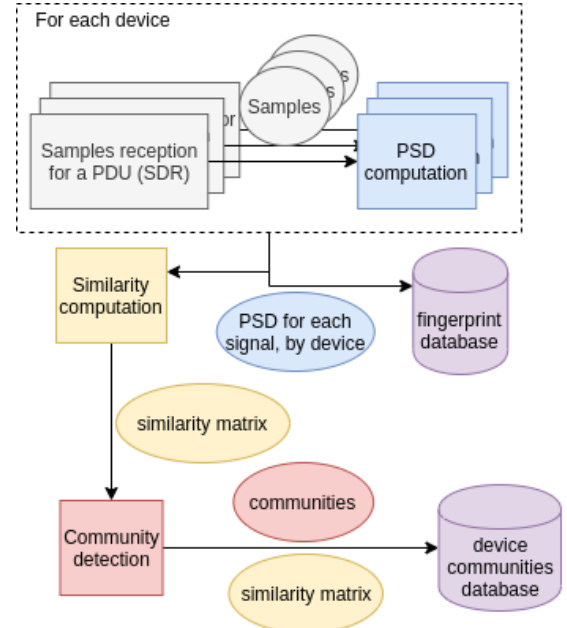 For each device
Samples
Samples reception
for a PDU (SDR)
PSD
computation
Similarity
computation
PSD for each
signal, by device
fingerprint
database
similarity matrix
communities
Community
detection
device
communities
database
similarity matrix